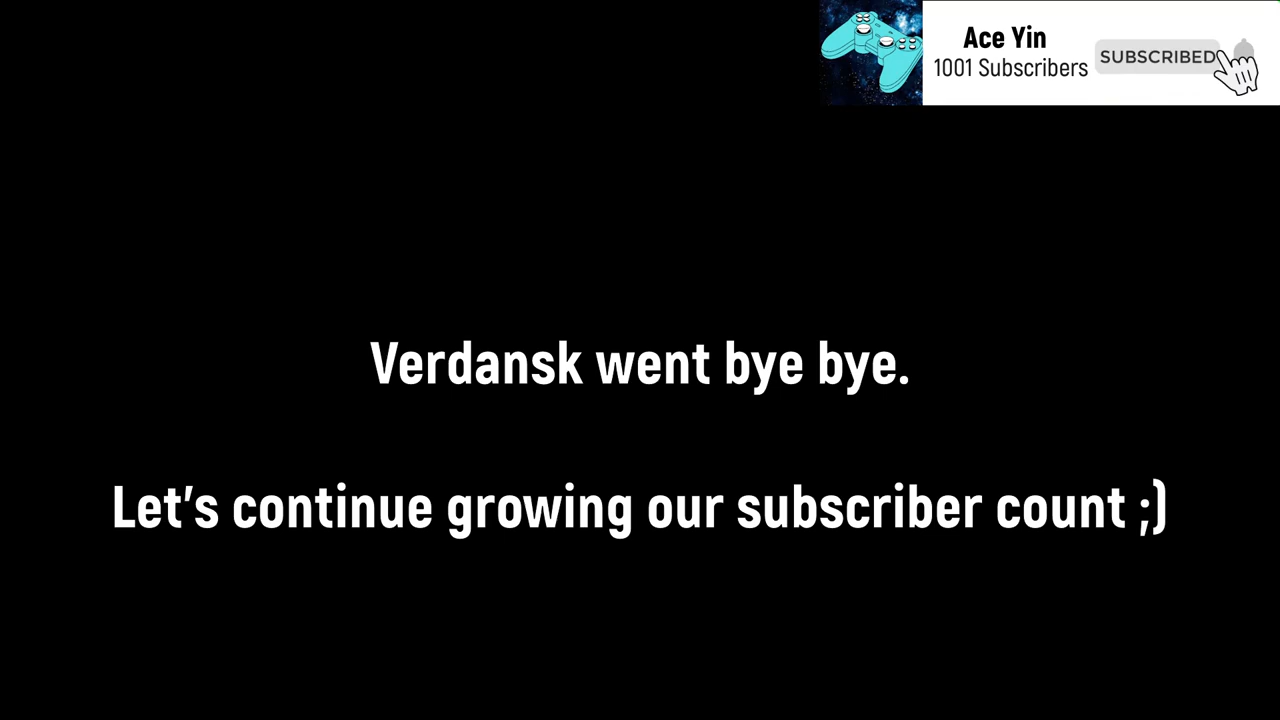 Ace Yin
1001 Subscribers
SUBSCRIBED
Verdansk went bye bye.
Let's continue growing our subscriber count ;)